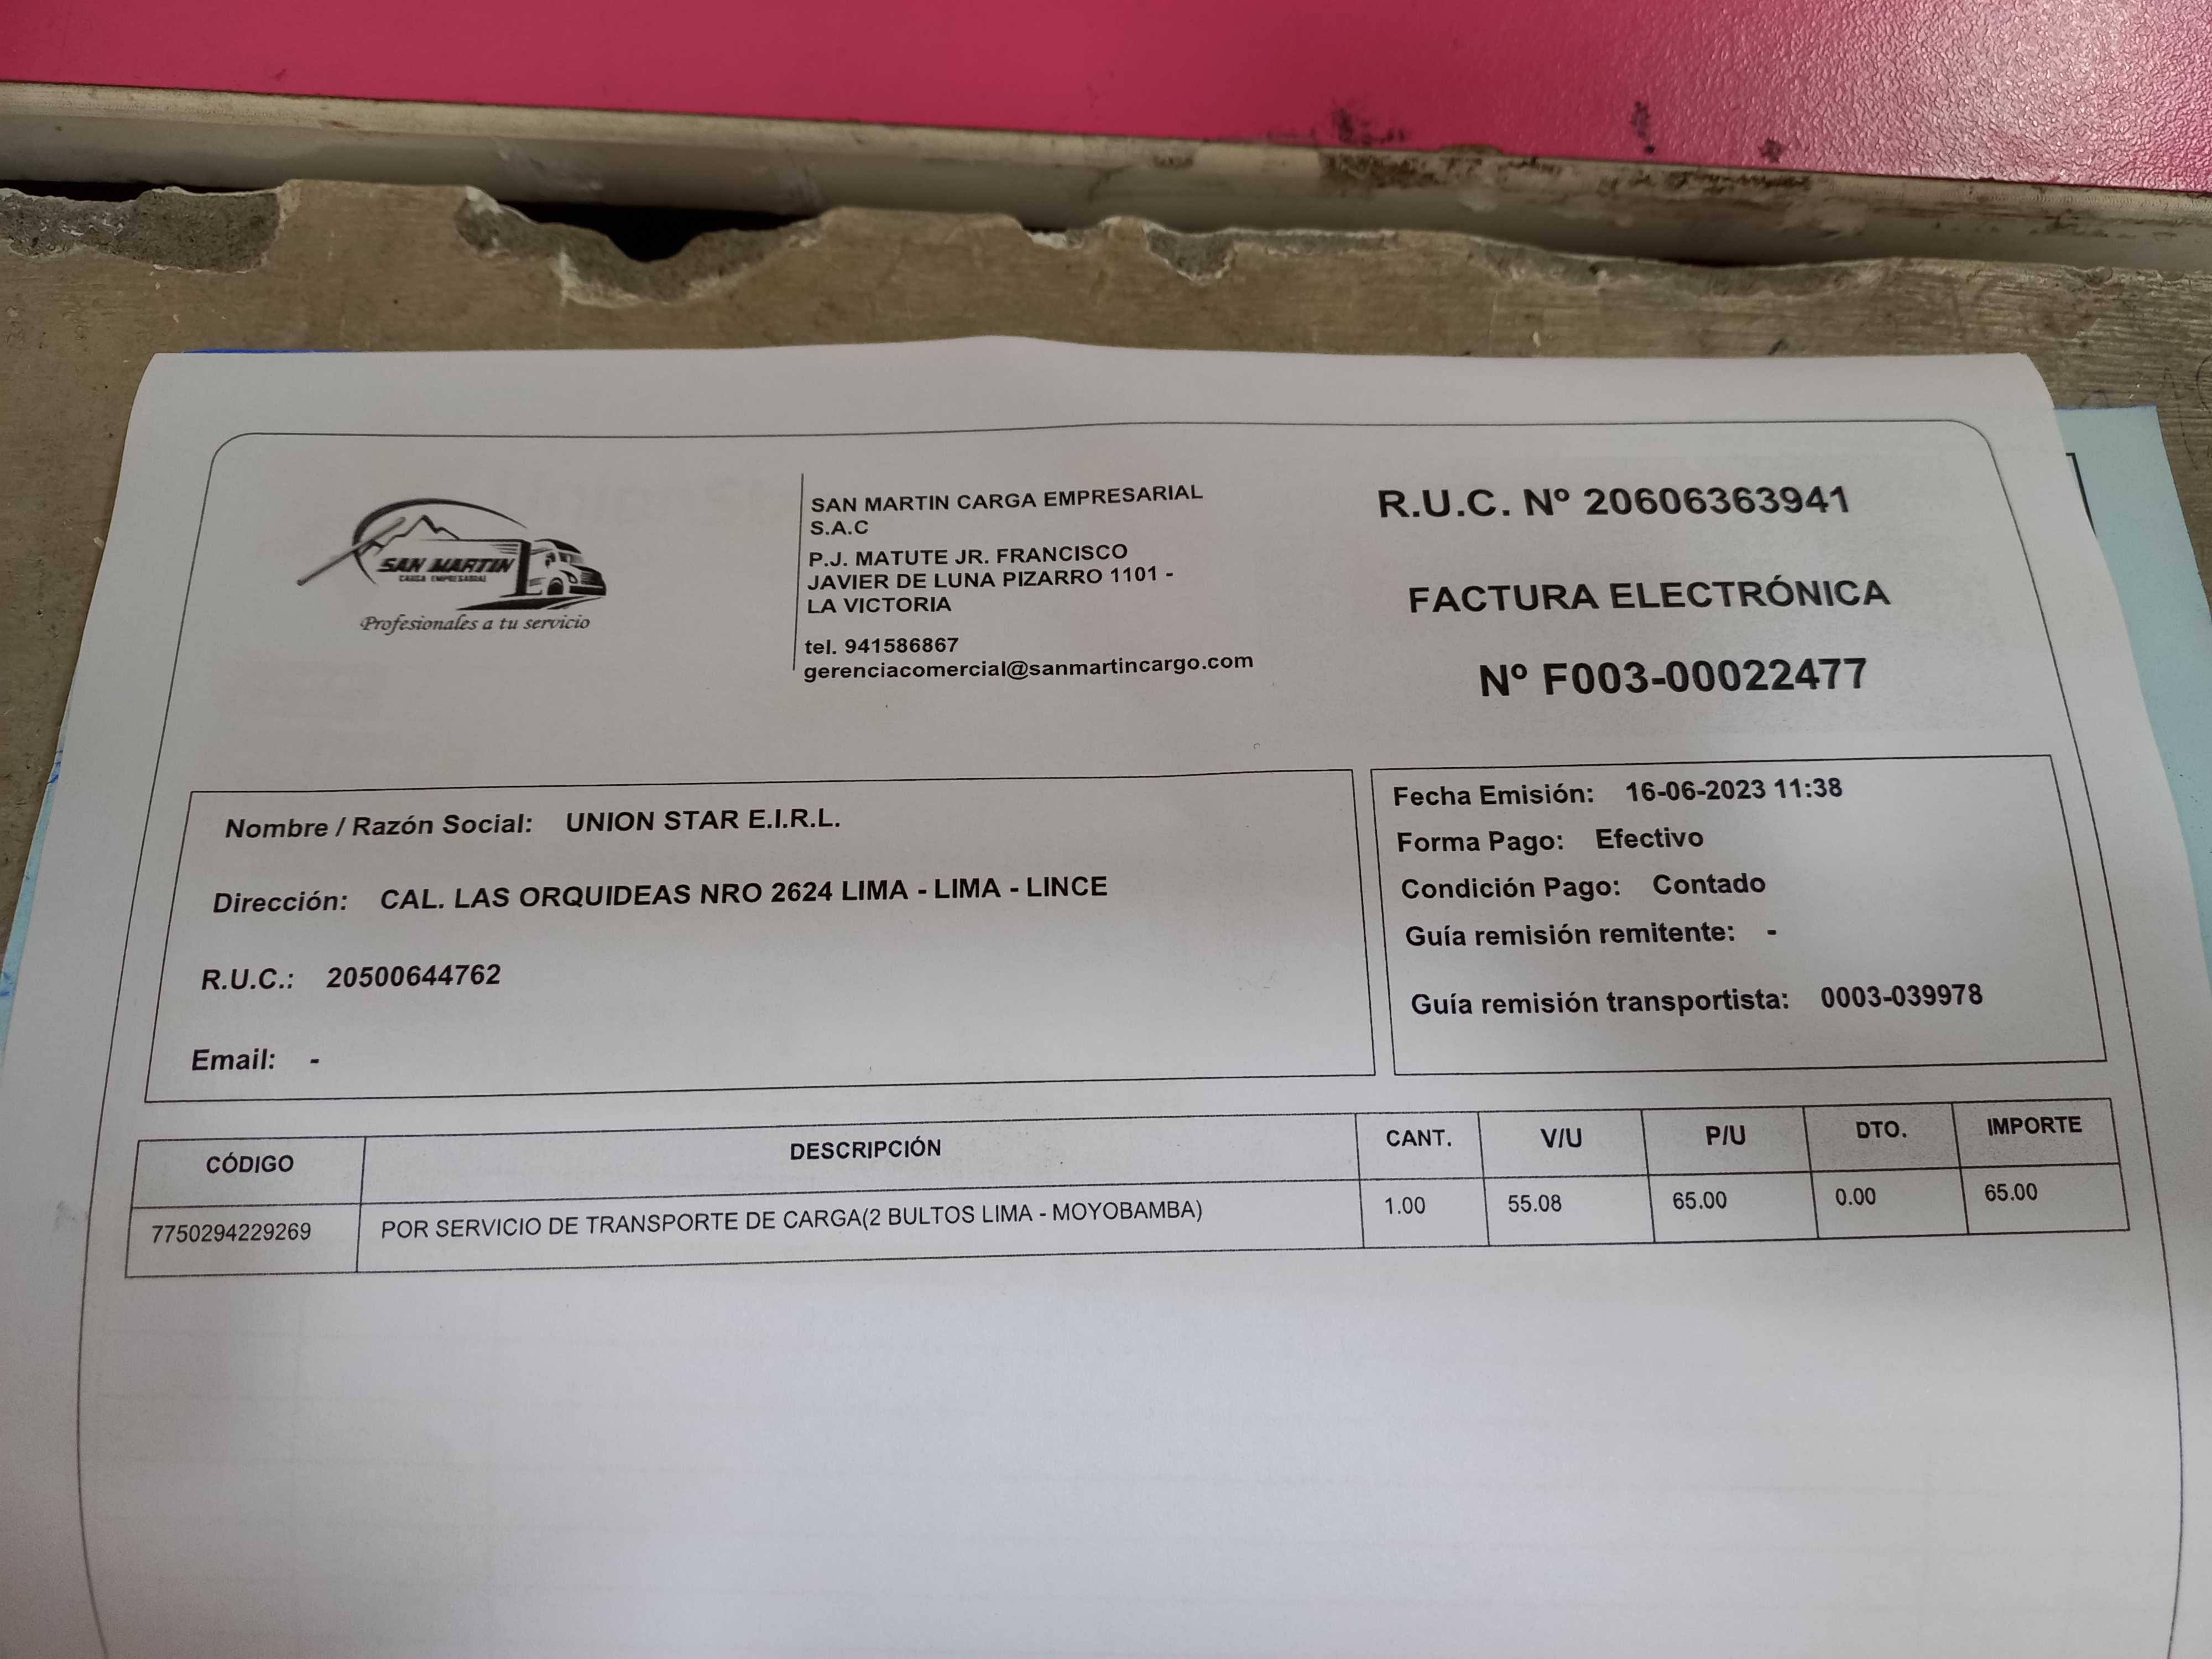 SAN MARTIN
CARGA EMPRESARIAL
Profesionales a tu servicio
SAN MARTIN CARGA EMPRESARIAL
S.A.C
P.J. MATUTE JR. FRANCISCO
JAVIER DE LUNA PIZARRO 1101 -
LA VICTORIA
tel. 941586867
gerenciacomercial@sanmartincargo.com
R.U.C. Nº 20606363941
FACTURA ELECTRÓNICA
Nº F003-00022477
Nombre / Razón Social: UNION STAR E.I.R.L.
Dirección: CAL. LAS ORQUIDEAS NRO 2624 LIMA - LIMA - LINCE
R.U.C.: 20500644762
Email: -
Fecha Emisión: 16-06-2023 11:38
Forma Pago: Efectivo
Condición Pago: Contado
Guía remisión remitente: -
Guía remisión transportista: 0003-039978
CÓDIGO DESCRIPCIÓN CANT. V/U P/U DTO. IMPORTE
7750294229269 POR SERVICIO DE TRANSPORTE DE CARGA(2 BULTOS LIMA - MOYOBAMBA) 1.00 55.08 65.00 0.00 65.00